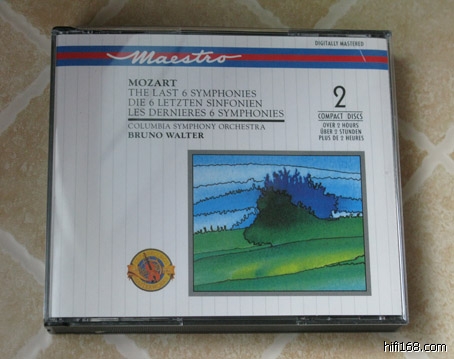 DIGITALLY MASTERED
Maestro
MOZART
THE LAST 6 SYMPHONIES
DIE 6 LETZTEN SINFONIEN
LES DERNIERES 6 SYMPHONIES
COLUMBIA SYMPHONY ORCHESTRA
BRUNO WALTER
2
COMPACT DISCS
OVER 2 HOURS
ÜBER 2 STUNDEN
PLUS DE 2 HEURES
hifi168.com